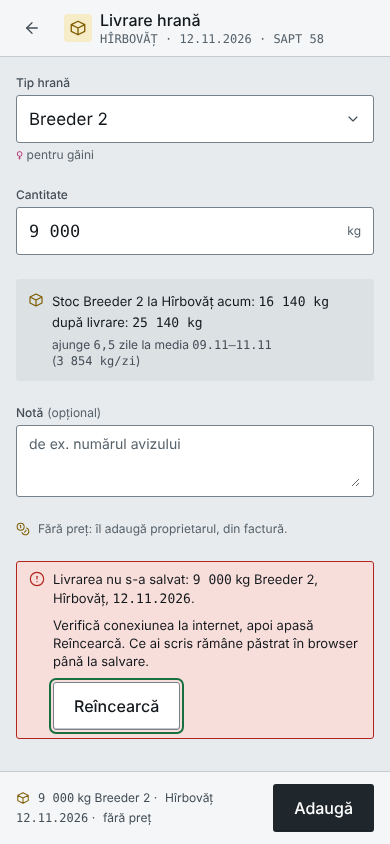 Livrare hrană
HÎRBOVĂȚ · 12.11.2026 · SAPT 58
Tip hrană
Breeder 2
♀ pentru găini
Cantitate
9 000 kg
Stoc Breeder 2 la Hîrbovăț acum: 16 140 kg
după livrare: 25 140 kg
ajunge 6,5 zile la media 09.11–11.11
(3 854 kg/zi)
Notă (opțional)
de ex. numărul avizului
Fără preț: îl adaugă proprietarul, din factură.
Livrarea nu s-a salvat: 9 000 kg Breeder 2,
Hîrbovăț, 12.11.2026.
Verifică conexiunea la internet, apoi apasă
Reîncearcă. Ce ai scris rămâne păstrat în browser
până la salvare.
Reîncearcă
9 000 kg Breeder 2 · Hîrbovăț
12.11.2026 · fără preț
Adaugă